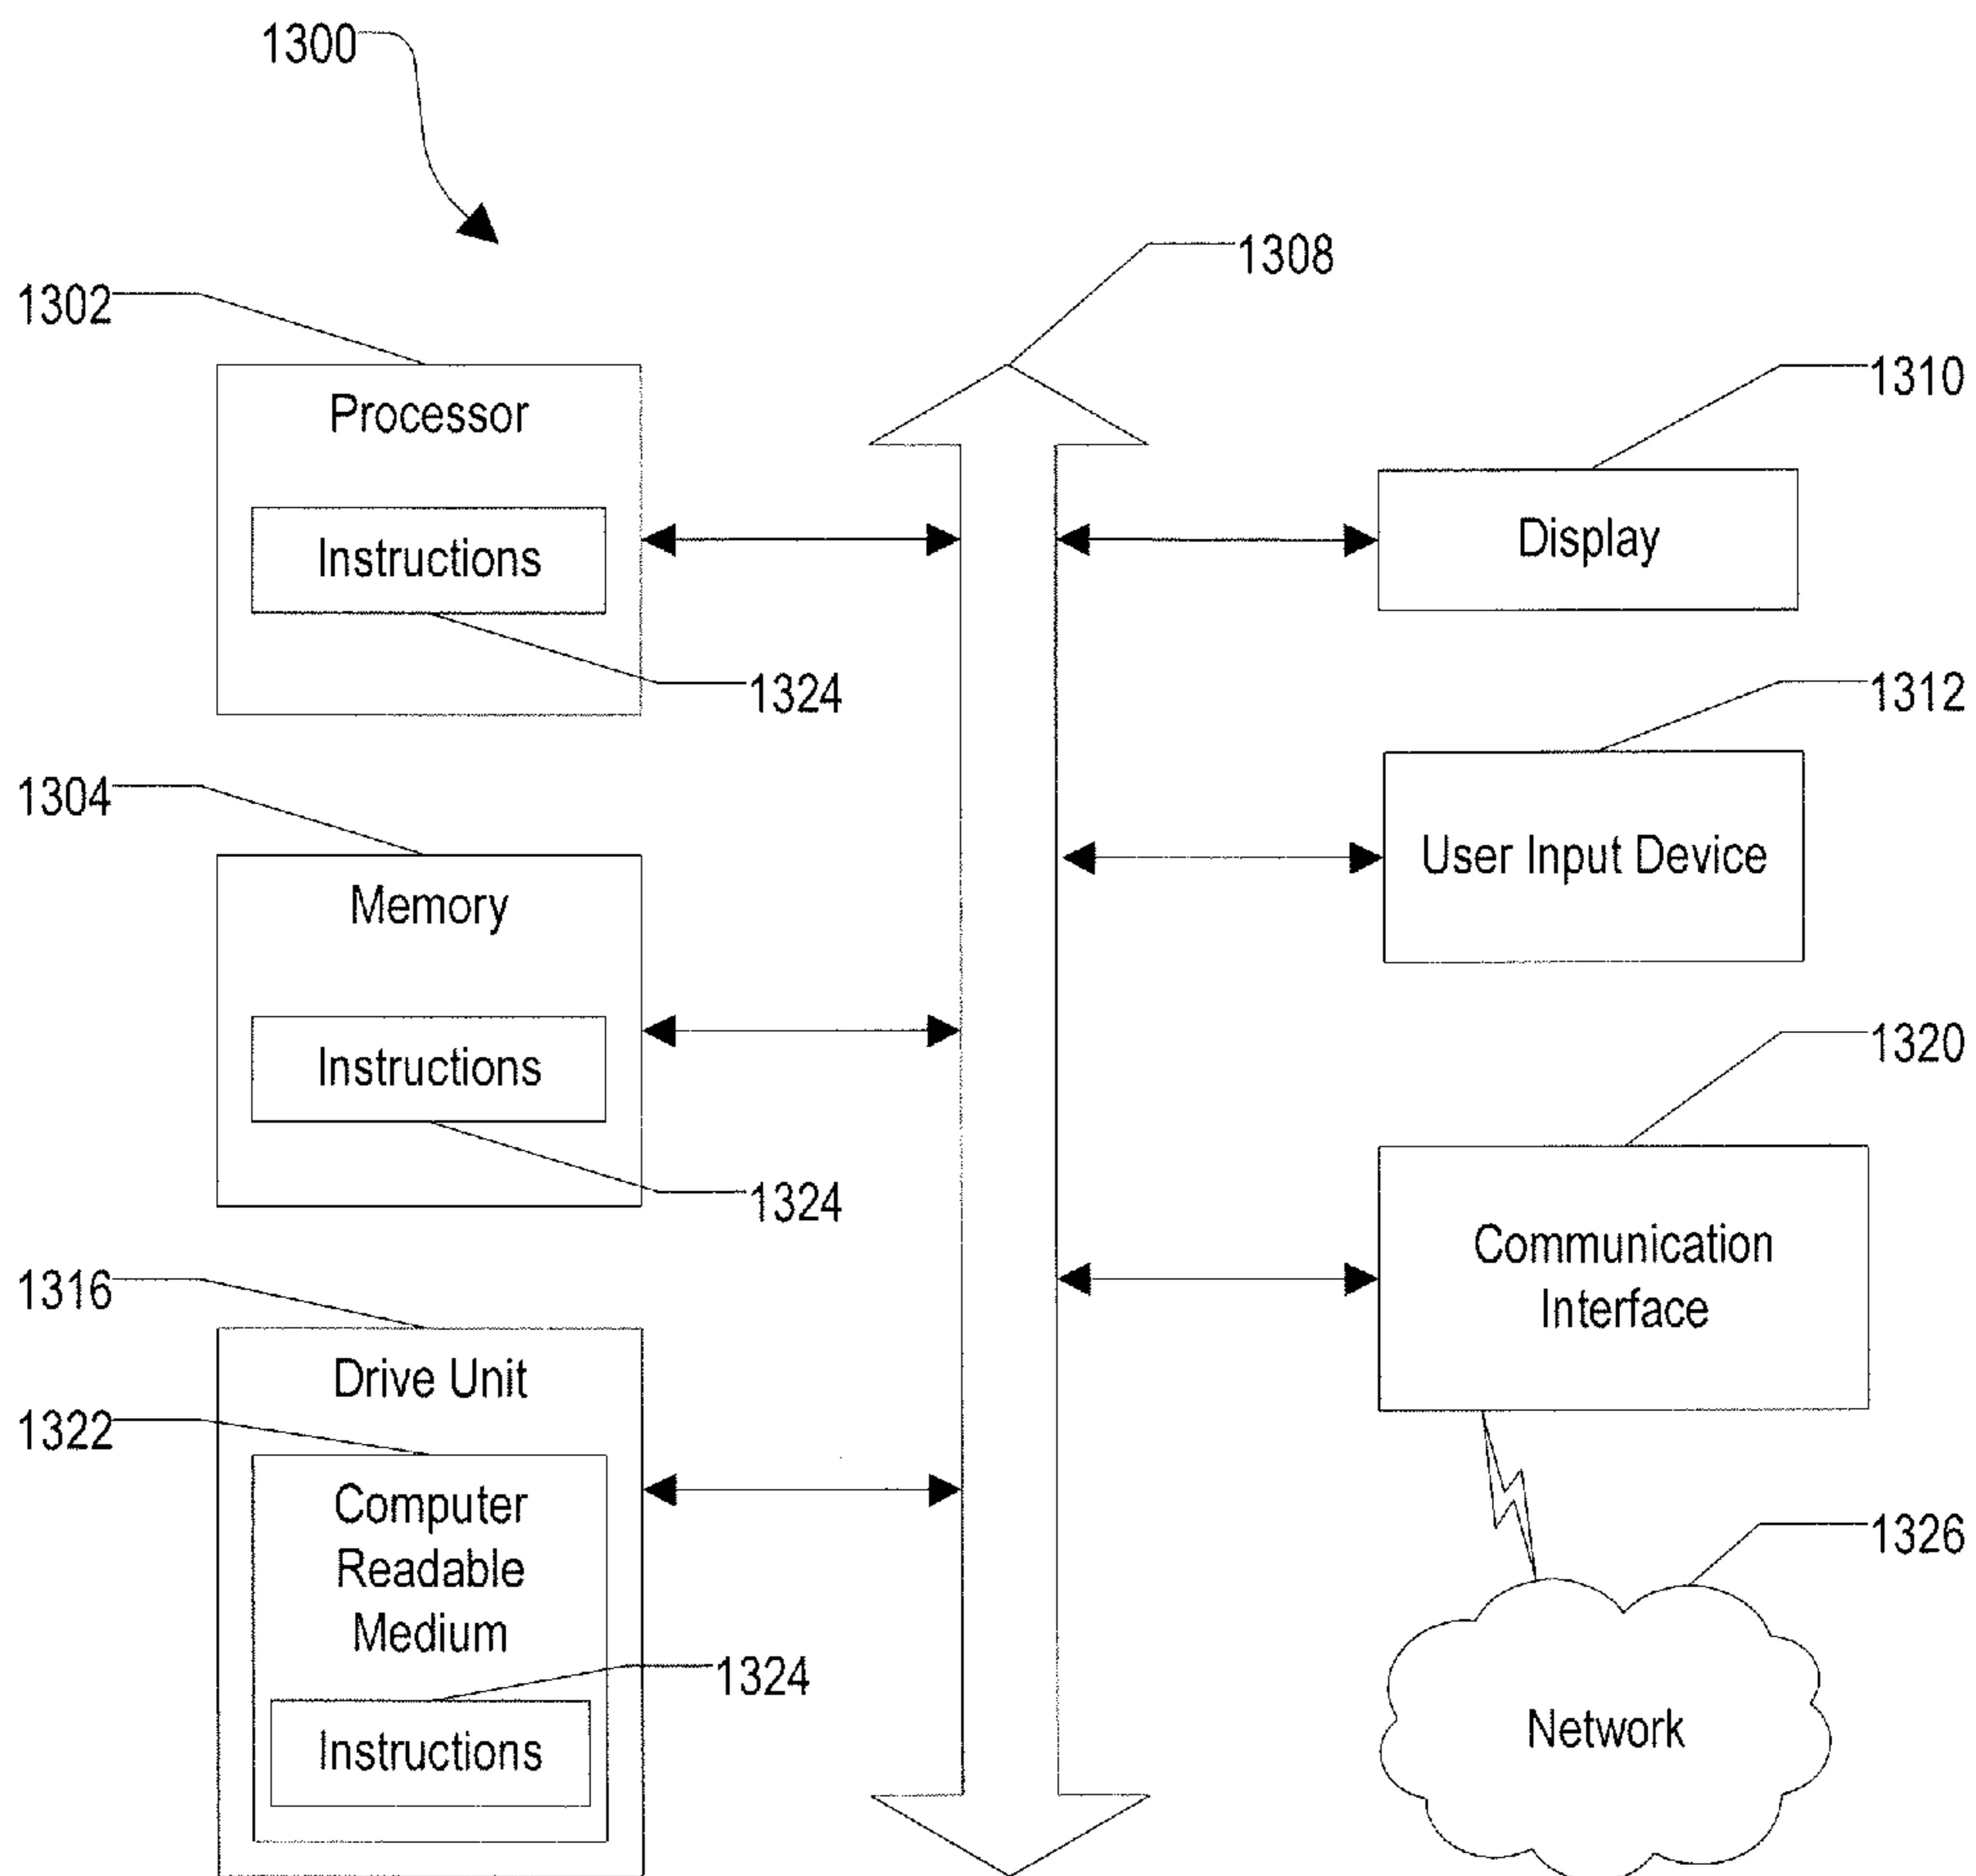 1300
1308
1302
1310
Processor
Instructions
Display
1324
1312
1304
User Input Device
Memory
1320
Instructions
1324
Communication
Interface
1316
Drive Unit
1322
Computer
Readable
Medium
1326
1324
Instructions
Network